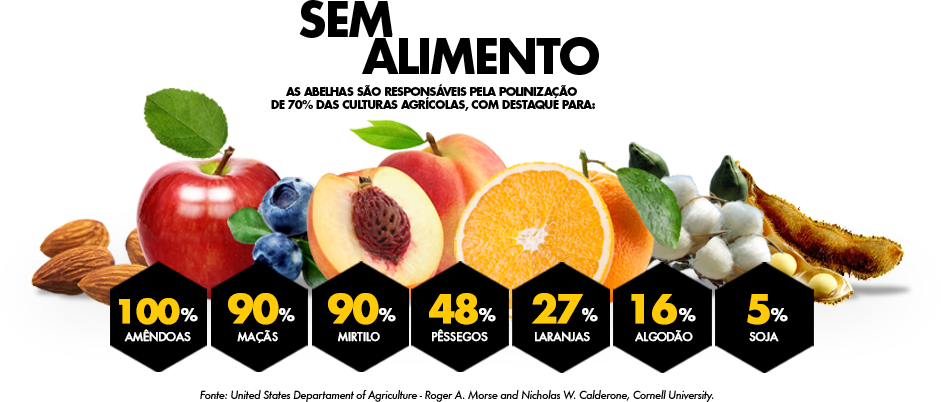 SEM
ALIMENTO
AS ABELHAS SÃO RESPONSÁVEIS PELA POLINIZAÇÃO
DE 70% DAS CULTURAS AGRÍCOLAS, COM DESTAQUE PARA:
100%
AMÊNDOAS
90%
MAÇÃS
90%
MIRTILO
48%
PÊSSEGOS
27%
LARANJAS
16%
ALGODÃO
5%
SOJA
Fonte: United States Departament of Agriculture - Roger A. Morse and Nicholas W. Calderone, Cornell University.